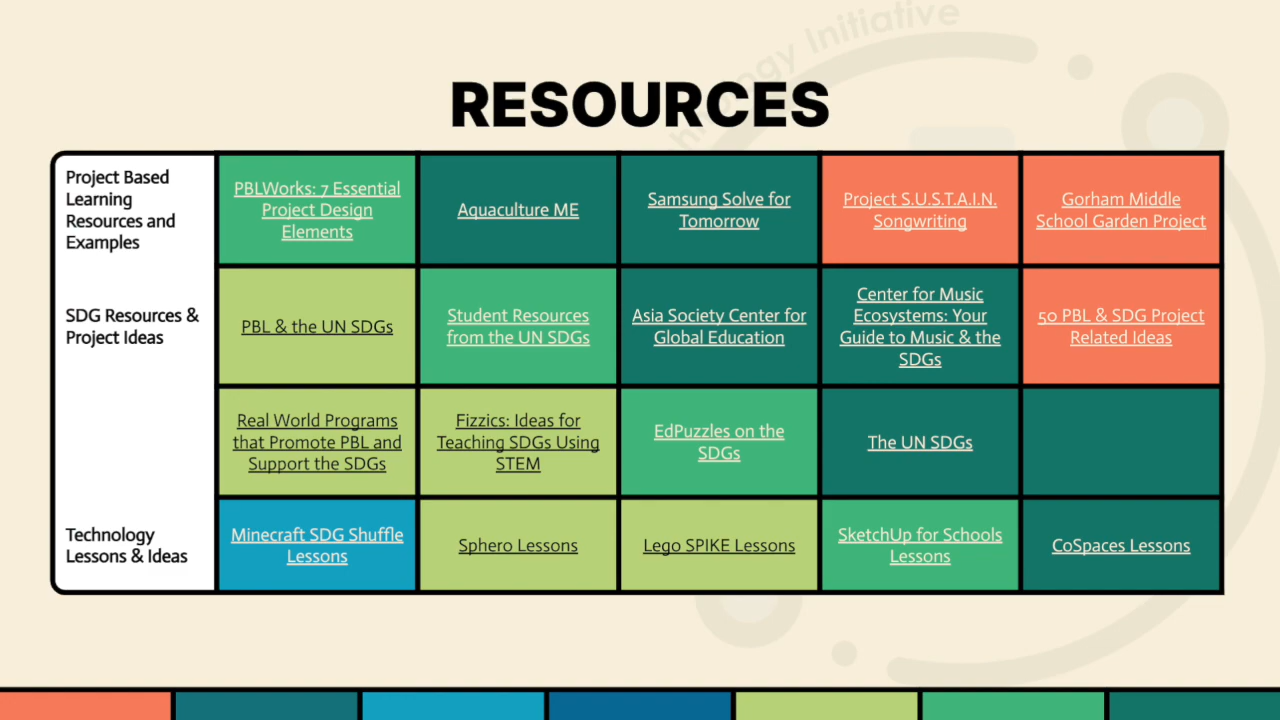 Initiative
RESOURCES
Project Based
Learning
Resources and
Examples
PBLWorks: 7 Essential
Project Design
Elements
Aquaculture ME
Samsung Solve for
Tomorrow
Project S.U.S.T.A.I.N.
Songwriting
Gorham Middle
School Garden Project
SDG Resources &
Project Ideas
PBL & the UN SDGs
Student Resources
from the UN SDGs
Asia Society Center for
Global Education
Center for Music
Ecosystems: Your
Guide to Music & the
SDGs
50 PBL & SDG Project
Related Ideas
Real World Programs
that Promote PBL and
Support the SDGs
Fizzics: Ideas for
Teaching SDGs Using
STEM
EdPuzzles on the
SDGs
The UN SDGs
Technology
Lessons & Ideas
Minecraft SDG Shuffle
Lessons
Sphero Lessons
Lego SPIKE Lessons
SketchUp for Schools
Lessons
CoSpaces Lessons